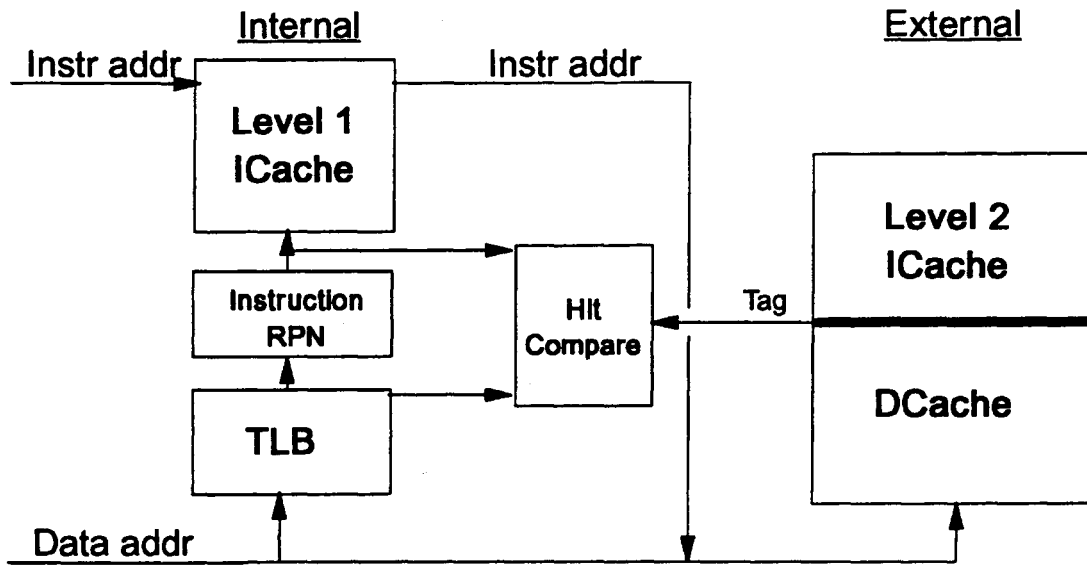 Internal
External
Instr addr
Instr addr
Level 1
ICache
Level 2
ICache
Instruction
RPN
Hit
Compare
Tag
TLB
DCache
Data addr